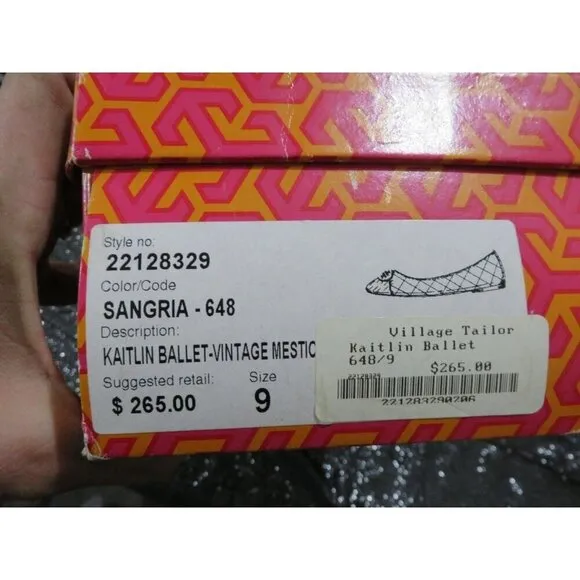 Style no:
22128329
Color/Code
SANGRIA - 648
Description:
KAITLIN BALLET-VINTAGE MESTIC
Suggested retail: Size
$ 265.00 9
Village Tailor
Kaitlin Ballet
648/9 $265.00
22128329
221283290206